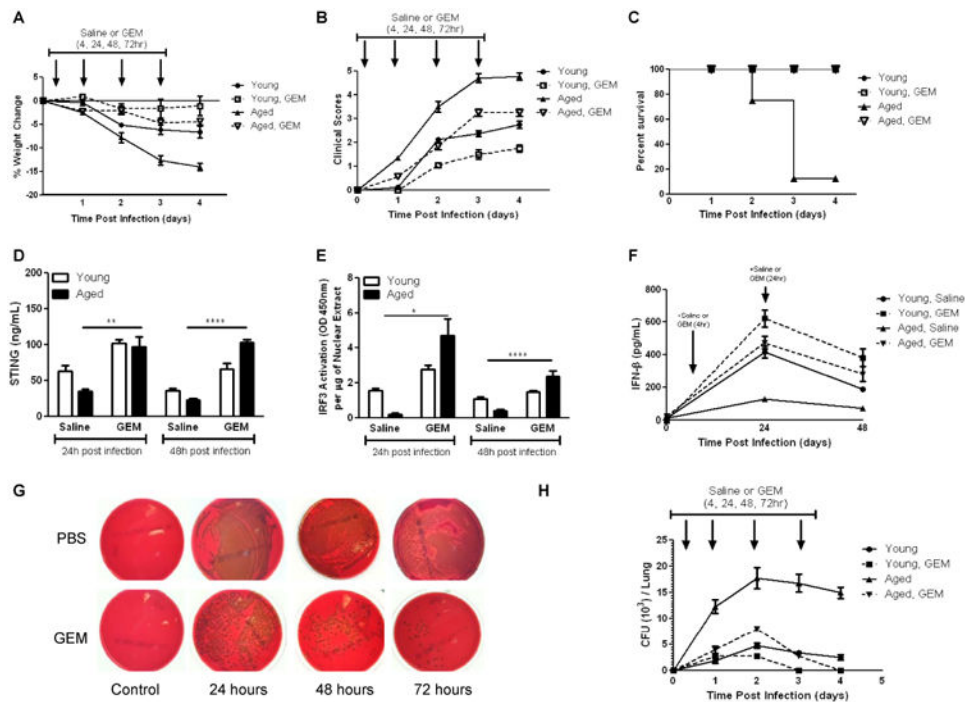 A
Saline or GEM
(4, 24, 48, 72hr)
5
0
-5
-10
-15
-20
% Weight Change
1 2 3 4
Time Post Infection (days)
Young
Young, GEM
Aged
Aged, GEM
B
Saline or GEM
(4, 24, 48, 72hr)
5
4
3
2
1
0
Clinical Scores
0 1 2 3 4
Time Post Infection (days)
Young
Young, GEM
Aged
Aged, GEM
C
100
80
60
40
20
0
Percent survival
0 1 2 3 4
Time Post Infection (days)
Young
Young, GEM
Aged
Aged, GEM
D
200
150
100
50
0
STING (ng/mL)
Young
Aged
**
****
Saline GEM Saline GEM
24h post infection 48h post infection
E
8
6
4
2
0
IRF3 Activation (OD 450nm)
per µg of Nuclear Extract
Young
Aged
*
****
Saline GEM Saline GEM
24h post infection 48h post infection
F
800
600
400
200
0
IFN-β (pg/mL)
+Saline or
GEM (4hr)
+Saline or
GEM (24hr)
0 24 48
Time Post Infection (days)
Young, Saline
Young, GEM
Aged, Saline
Aged, GEM
G
PBS
GEM
Control 24 hours 48 hours 72 hours
H
Saline or GEM
(4, 24, 48, 72hr)
25
20
15
10
5
0
CFU (10³) / Lung
0 1 2 3 4 5
Time Post Infection (days)
Young
Young, GEM
Aged
Aged, GEM